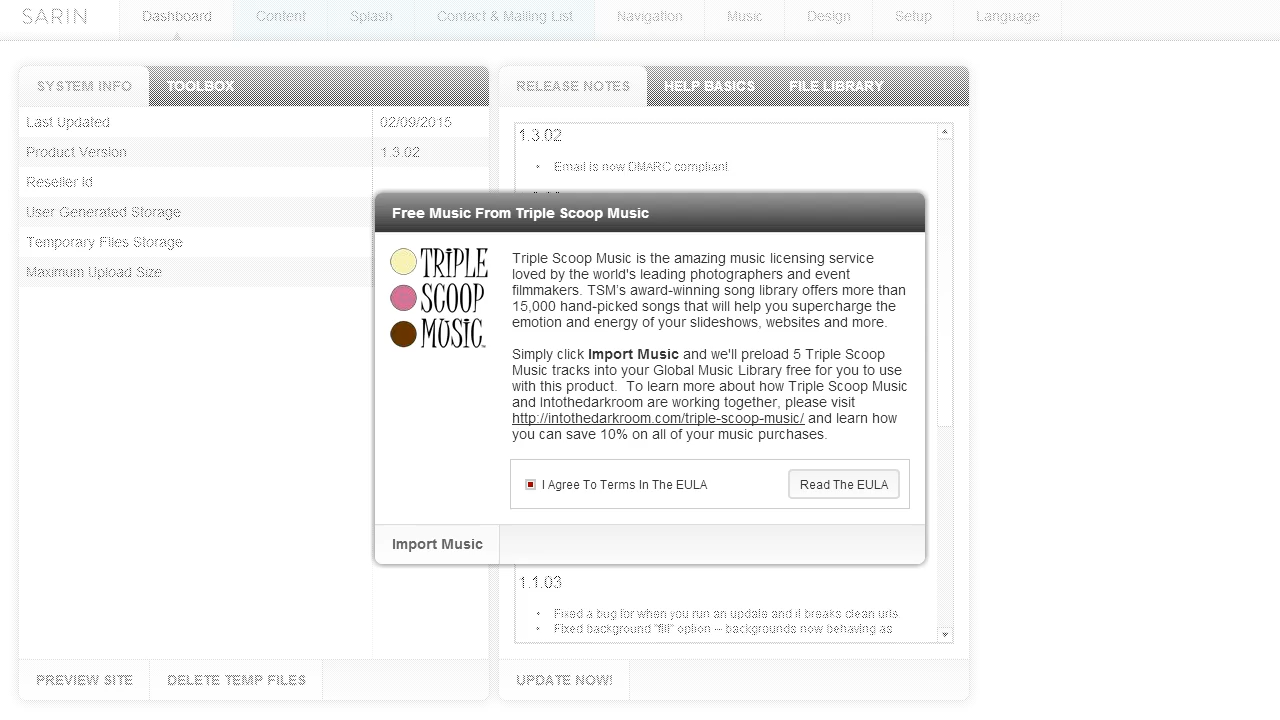 SARIN
Dashboard
Content
Splash
Contact & Mailing List
Navigation
Music
Design
Setup
Language
SYSTEM INFO
TOOLBOX
Last Updated
02/09/2015
Product Version
1.3.02
Reseller Id
User Generated Storage
Temporary Files Storage
Maximum Upload Size
PREVIEW SITE
DELETE TEMP FILES
RELEASE NOTES
HELP BASICS
FILE LIBRARY
1.3.02
• Email is now DMARC compliant
Free Music From Triple Scoop Music
TRIPLE
SCOOP
MUSIC
Triple Scoop Music is the amazing music licensing service
loved by the world's leading photographers and event
filmmakers. TSM's award-winning song library offers more than
15,000 hand-picked songs that will help you supercharge the
emotion and energy of your slideshows, websites and more.
Simply click Import Music and we'll preload 5 Triple Scoop
Music tracks into your Global Music Library free for you to use
with this product.  To learn more about how Triple Scoop Music
and Intothedarkroom are working together, please visit
http://intothedarkroom.com/triple-scoop-music/ and learn how
you can save 10% on all of your music purchases.
I Agree To Terms In The EULA
Read The EULA
Import Music
1.1.03
• Fixed a bug for when you run an update and it breaks clean urls
• Fixed background "fill" option -- backgrounds now behaving as
UPDATE NOW!